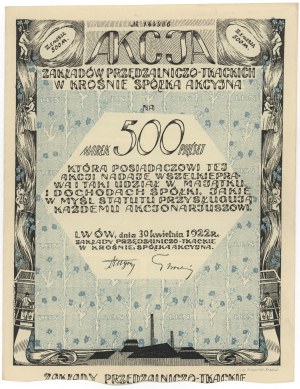 AKCJA
ZAKŁADÓW PRZĘDZALNICZO-TKACKICH
W KROŚNIE SPÓŁKA AKCYJNA
NA
MAREK 500 PIĘĆSET
KTÓRA POSIADACZOWI TEJ
AKCJI NADAJE WSZELKIE PRA-
WA I TAKI UDZIAŁ W MAJĄTKU
I DOCHODACH SPÓŁKI, JAKIE
W MYŚL STATUTU PRZYSŁUGUJĄ
KAŻDEMU AKCJONARJUSZOWI.
LWÓW, dnia 30 kwietnia 1922 r.
ZAKŁADY PRZĘDZALNICZO-TKACKIE
W KROŚNIE, SPÓŁKA AKCYJNA.
ZAKŁADY PRZĘDZALNICZO-TKACKIE